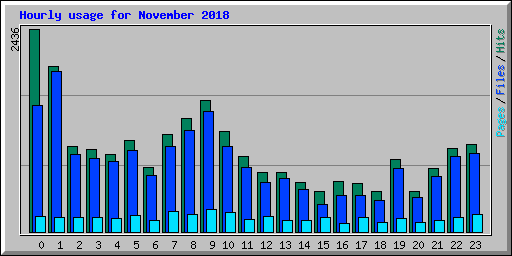 Hourly usage for November 2018
2436
Pages/Files/Hits
0 1 2 3 4 5 6 7 8 9 10 11 12 13 14 15 16 17 18 19 20 21 22 23